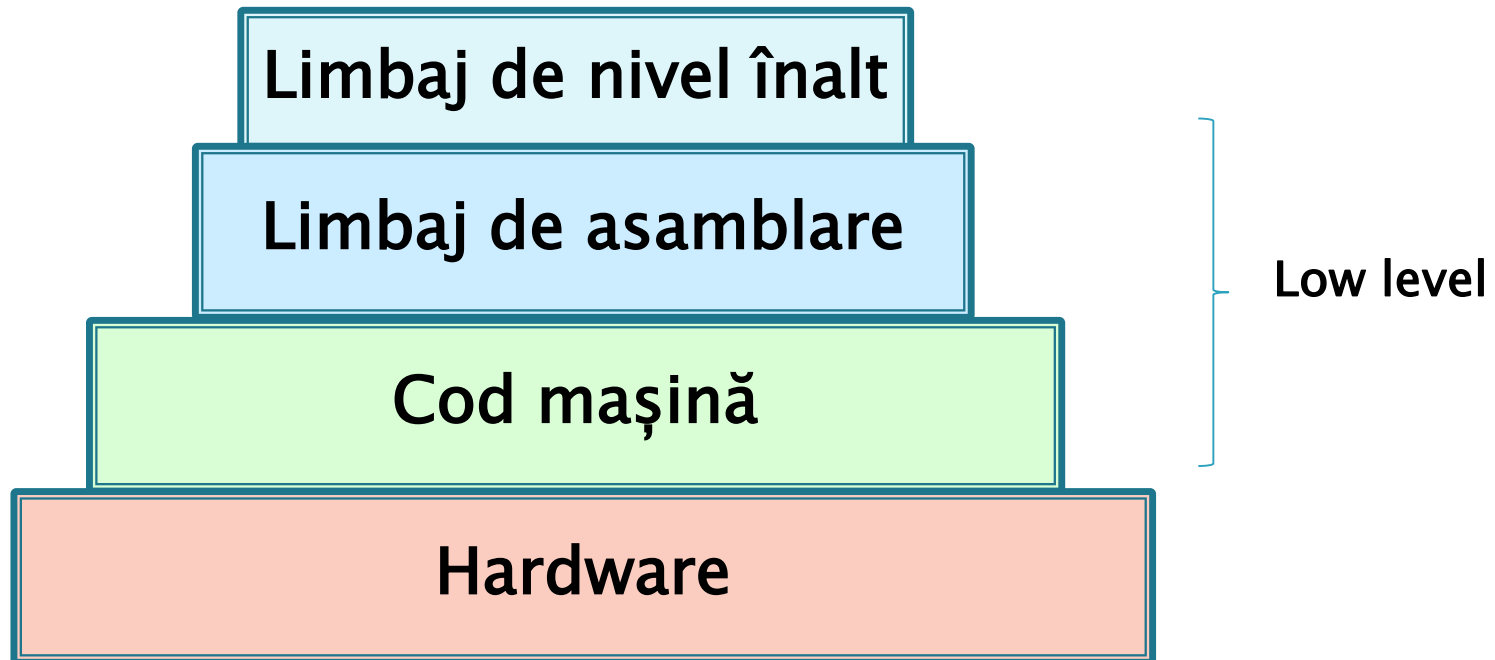 Limbaj de nivel înalt
Limbaj de asamblare
Low level
Cod mașină
Hardware